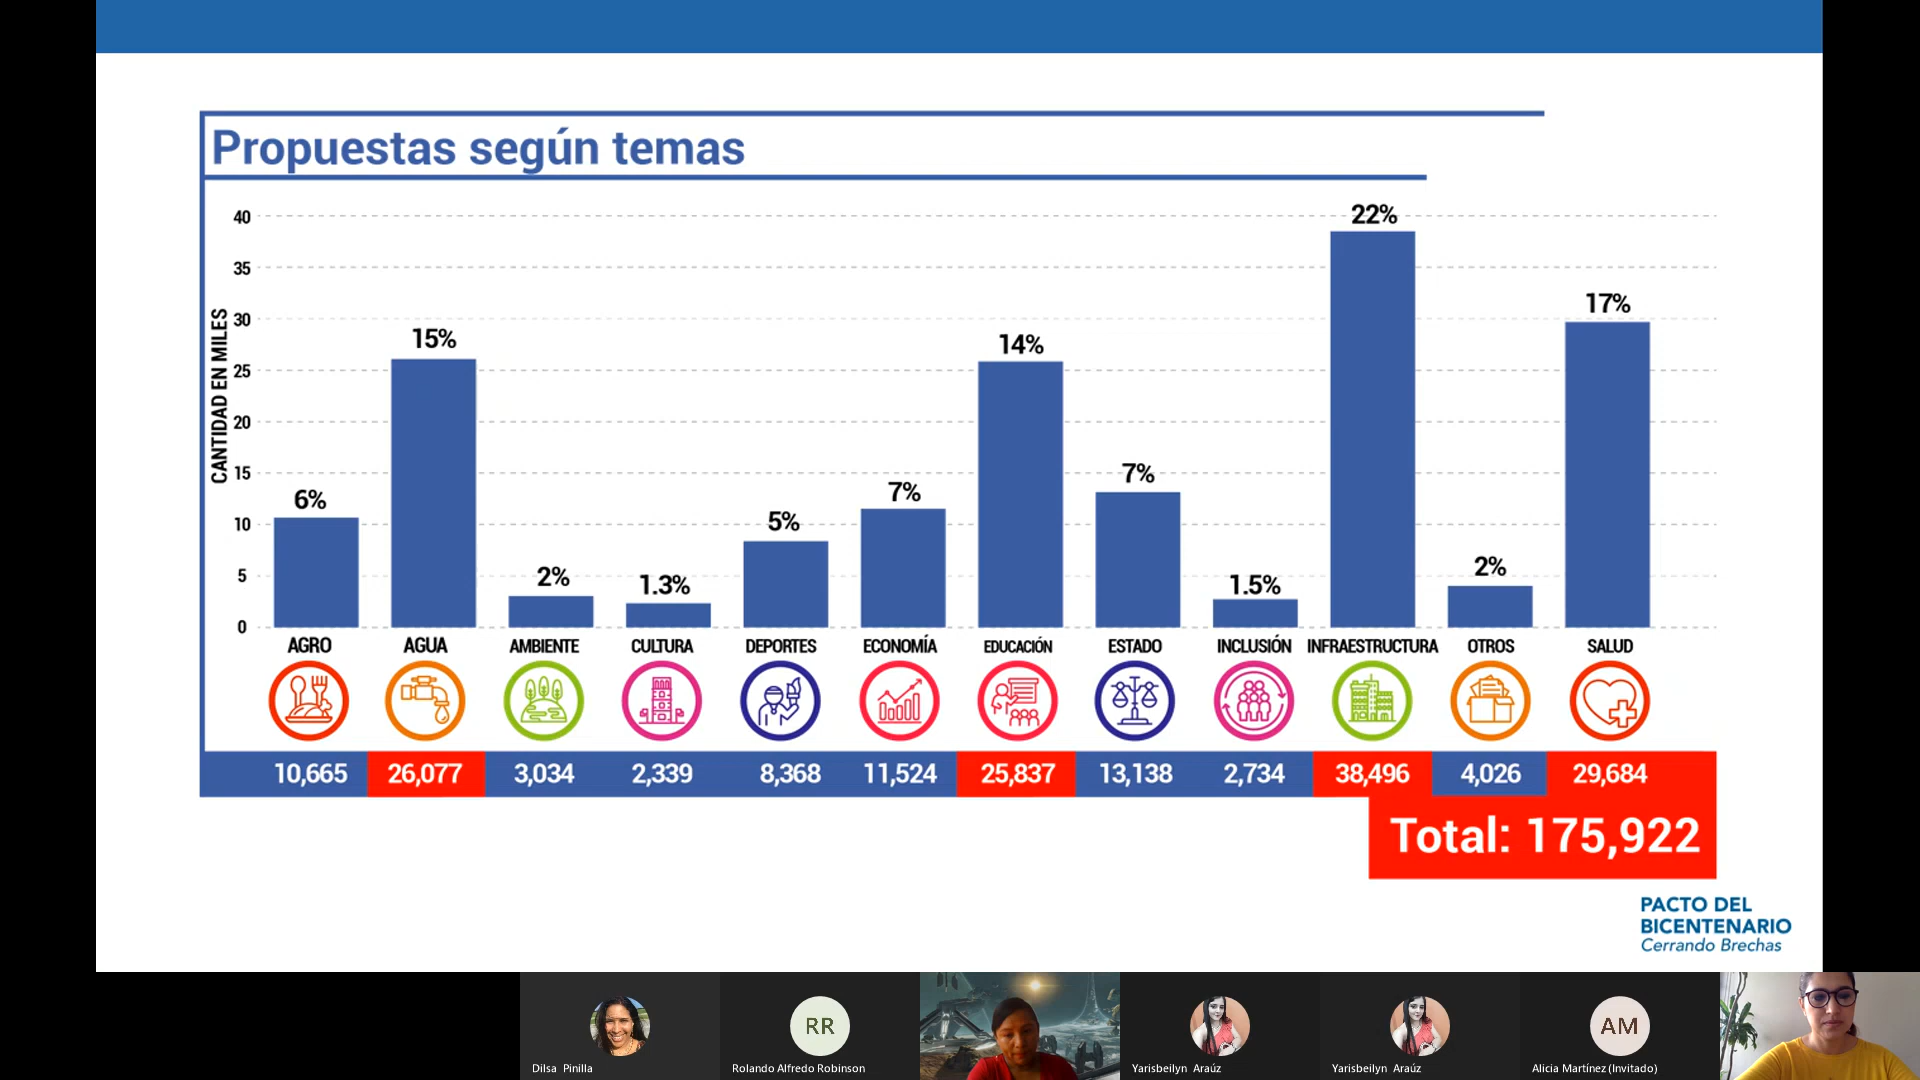 Propuestas según temas
CANTIDAD EN MILES
40
35
30
25
20
15
10
5
0
6%
15%
2%
1.3%
5%
7%
14%
7%
1.5%
22%
2%
17%
AGRO AGUA AMBIENTE CULTURA DEPORTES ECONOMÍA EDUCACIÓN ESTADO INCLUSIÓN INFRAESTRUCTURA OTROS SALUD
10,665 26,077 3,034 2,339 8,368 11,524 25,837 13,138 2,734 38,496 4,026 29,684
Total: 175,922
PACTO DEL
BICENTENARIO
Cerrando Brechas
RR
AM
Dilsa Pinilla
Rolando Alfredo Robinson
Yarisbeilyn Araúz
Yarisbeilyn Araúz
Alicia Martínez (Invitado)